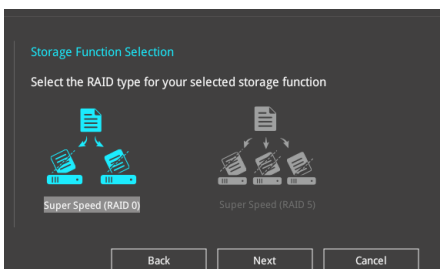 Storage Function Selection
Select the RAID type for your selected storage function
Super Speed (RAID 0)
Super Speed (RAID 5)
Back
Next
Cancel